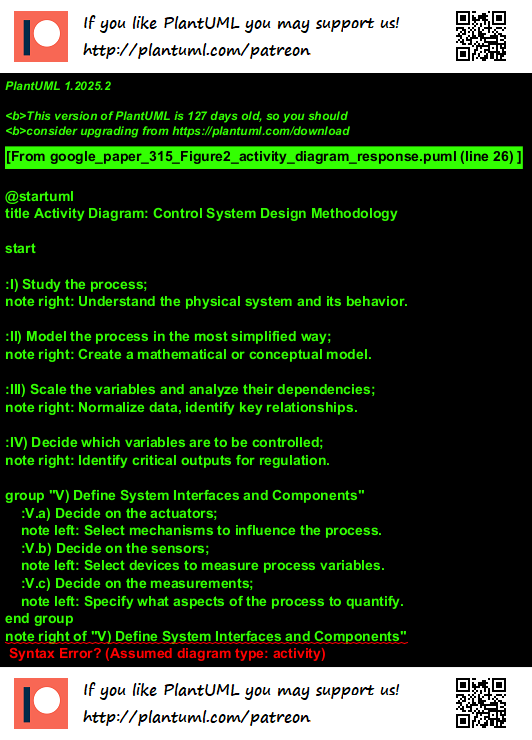 If you like PlantUML you may support us!
http://plantuml.com/patreon
PlantUML 1.2025.2
<b>This version of PlantUML is 127 days old, so you should
<b>consider upgrading from https://plantuml.com/download
[From google_paper_315_Figure2_activity_diagram_response.puml (line 26) ]
@startuml
title Activity Diagram: Control System Design Methodology
start
:I) Study the process;
note right: Understand the physical system and its behavior.
:II) Model the process in the most simplified way;
note right: Create a mathematical or conceptual model.
:III) Scale the variables and analyze their dependencies;
note right: Normalize data, identify key relationships.
:IV) Decide which variables are to be controlled;
note right: Identify critical outputs for regulation.
group "V) Define System Interfaces and Components"
:V.a) Decide on the actuators;
note left: Select mechanisms to influence the process.
:V.b) Decide on the sensors;
note left: Select devices to measure process variables.
:V.c) Decide on the measurements;
note left: Specify what aspects of the process to quantify.
end group
note right of "V) Define System Interfaces and Components"
Syntax Error? (Assumed diagram type: activity)
If you like PlantUML you may support us!
http://plantuml.com/patreon